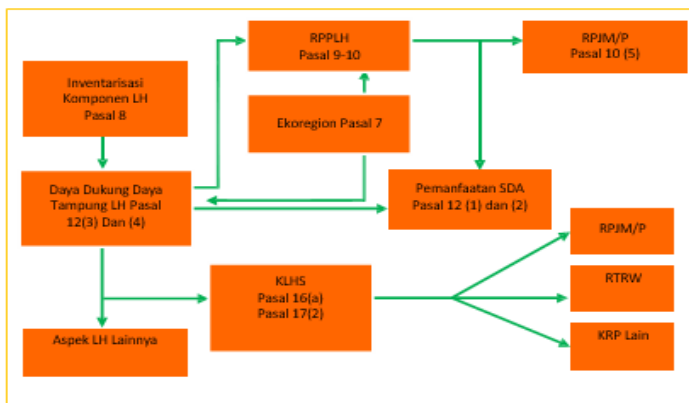 RPPLH
Pasal 9-10
RPJM/P
Pasal 10 (5)
Inventarisasi
Komponen LH
Pasal 8
Ekoregion Pasal 7
Daya Dukung Daya
Tampung LH Pasal
12(3) Dan (4)
Pemanfaatan SDA
Pasal 12 (1) dan (2)
RPJM/P
KLHS
Pasal 16(a)
Pasal 17(2)
RTRW
Aspek LH Lainnya
KRP Lain